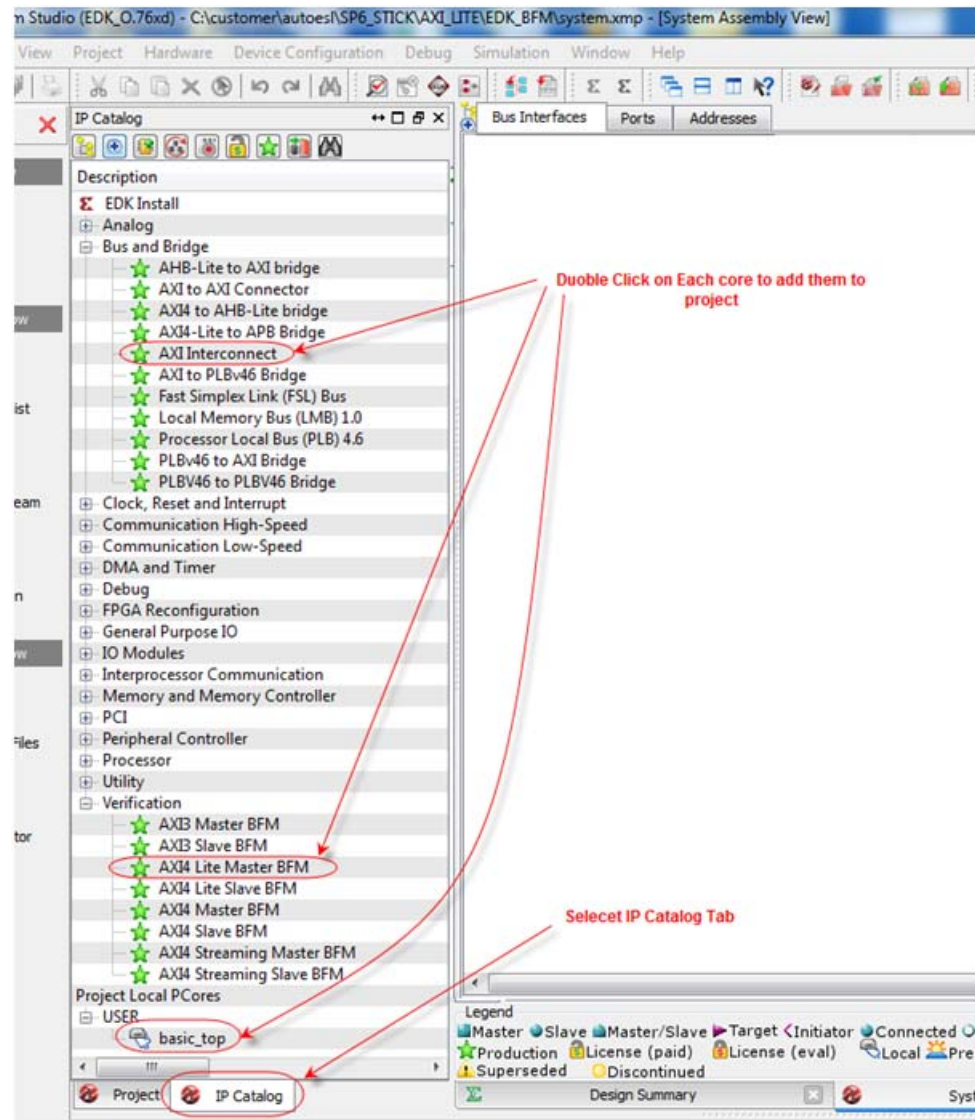 m Studio (EDK_O.76xd) - C:\customer\autoesl\SP6_STICK\AXI_LITE\EDK_BFM\system.xmp - [System Assembly View]
View Project Hardware Device Configuration Debug Simulation Window Help
IP Catalog
Bus Interfaces Ports Addresses
Description
EDK Install
Analog
Bus and Bridge
AHB-Lite to AXI bridge
AXI to AXI Connector
AXI4 to AHB-Lite bridge
AXI4-Lite to APB Bridge
AXI Interconnect
AXI to PLBv46 Bridge
Fast Simplex Link (FSL) Bus
Local Memory Bus (LMB) 1.0
Processor Local Bus (PLB) 4.6
PLBv46 to AXI Bridge
PLBV46 to PLBV46 Bridge
Clock, Reset and Interrupt
Communication High-Speed
Communication Low-Speed
DMA and Timer
Debug
FPGA Reconfiguration
General Purpose IO
IO Modules
Interprocessor Communication
Memory and Memory Controller
PCI
Peripheral Controller
Processor
Utility
Verification
AXI3 Master BFM
AXI3 Slave BFM
AXI4 Lite Master BFM
AXI4 Lite Slave BFM
AXI4 Master BFM
AXI4 Slave BFM
AXI4 Streaming Master BFM
AXI4 Streaming Slave BFM
Project Local PCores
USER
basic_top
Project IP Catalog
Duoble Click on Each core to add them to
project
Selecet IP Catalog Tab
Legend
Master Slave Master/Slave Target Initiator Connected
Production License (paid) License (eval) Local Pre
Superseded Discontinued
Design Summary Sys
ow
ist
eam
n
ow
Files
tor